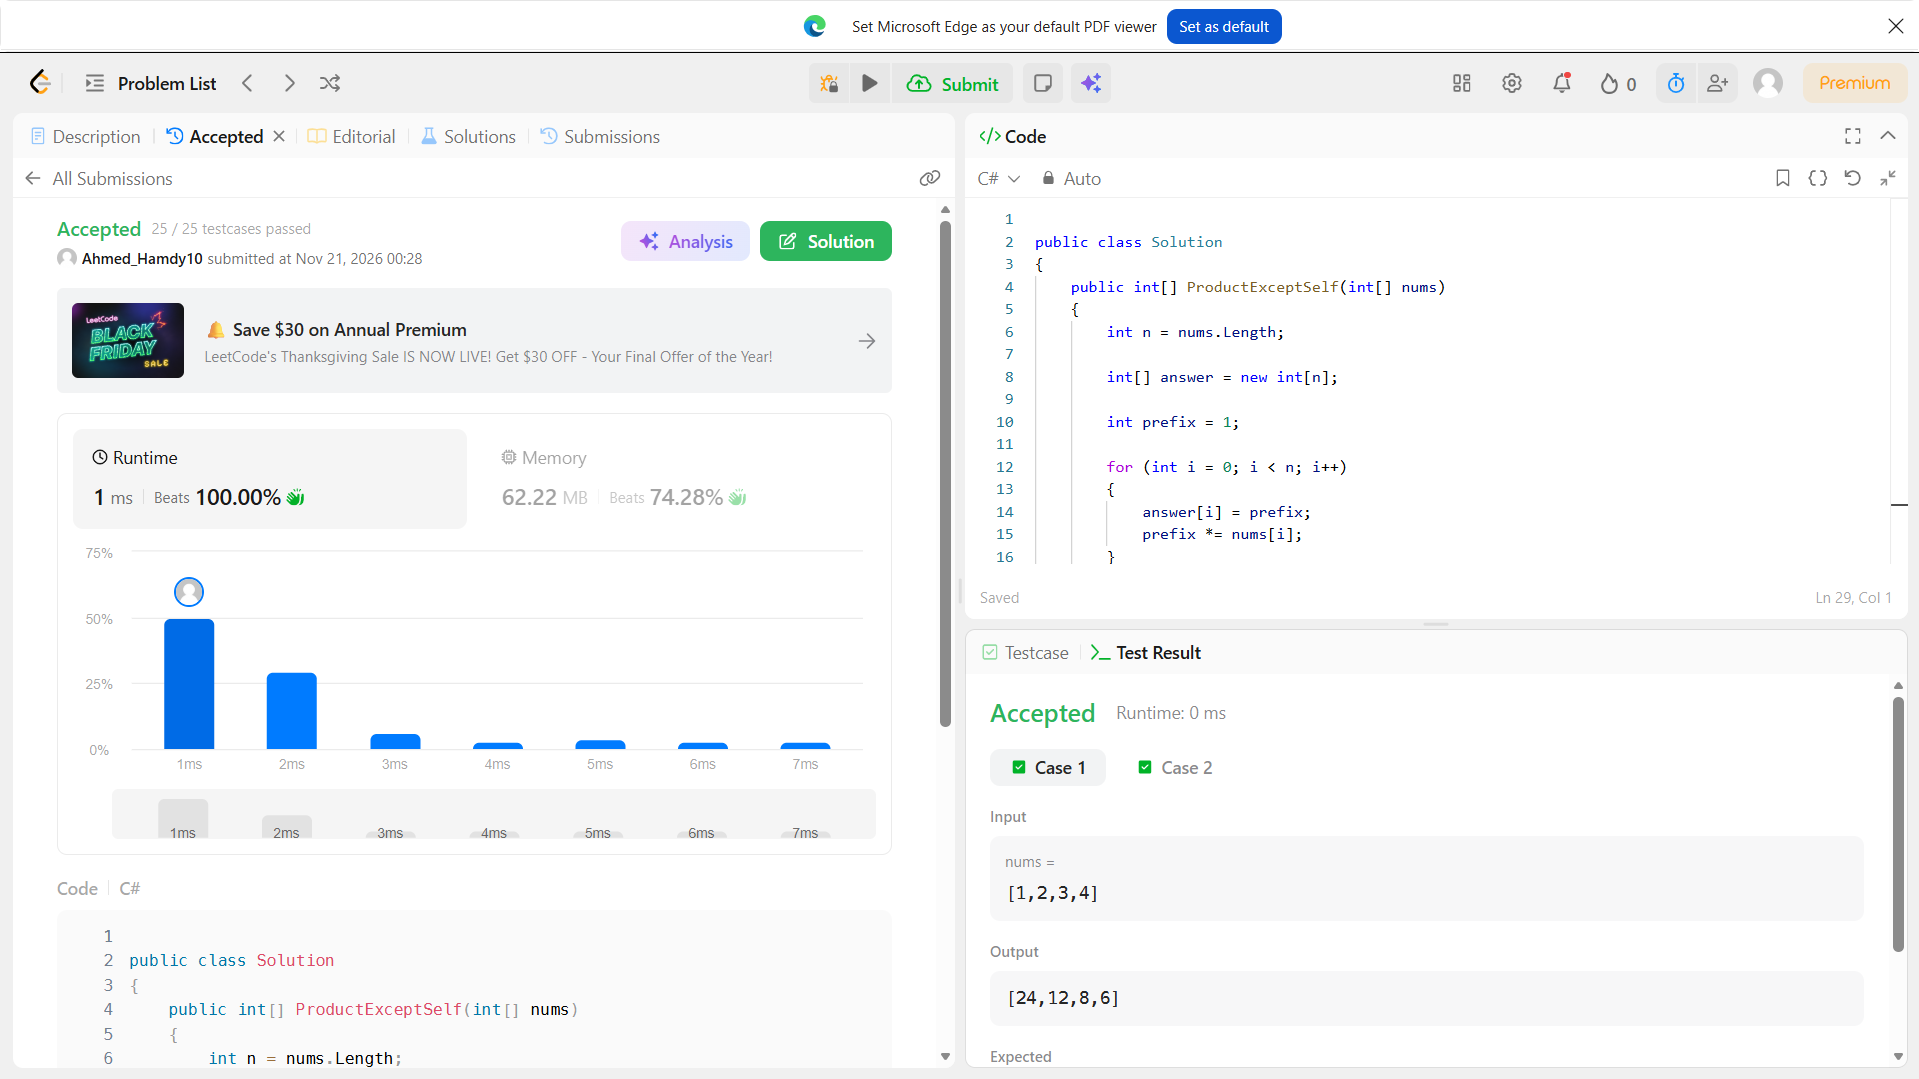 Set Microsoft Edge as your default PDF viewer
Set as default
Problem List
Submit
0
Premium
Description
Accepted
Editorial
Solutions
Submissions
All Submissions
Accepted
25 / 25 testcases passed
Ahmed_Hamdy10 submitted at Nov 21, 2026 00:28
Analysis
Solution
LeetCode
BLACK
FRIDAY
SALE
Save $30 on Annual Premium
LeetCode's Thanksgiving Sale IS NOW LIVE! Get $30 OFF - Your Final Offer of the Year!
Runtime
1 ms
Beats 100.00%
Memory
62.22 MB
Beats 74.28%
75%
50%
25%
0%
1ms
2ms
3ms
4ms
5ms
6ms
7ms
1ms
2ms
3ms
4ms
5ms
6ms
7ms
Code
C#
1
2 public class Solution
3 {
4 public int[] ProductExceptSelf(int[] nums)
5 {
6 int n = nums.Length;
</> Code
C#
Auto
1
2 public class Solution
3 {
4 public int[] ProductExceptSelf(int[] nums)
5 {
6 int n = nums.Length;
7
8 int[] answer = new int[n];
9
10 int prefix = 1;
11
12 for (int i = 0; i < n; i++)
13 {
14 answer[i] = prefix;
15 prefix *= nums[i];
16 }
Saved
Ln 29, Col 1
Testcase
Test Result
Accepted
Runtime: 0 ms
Case 1
Case 2
Input
nums =
[1,2,3,4]
Output
[24,12,8,6]
Expected